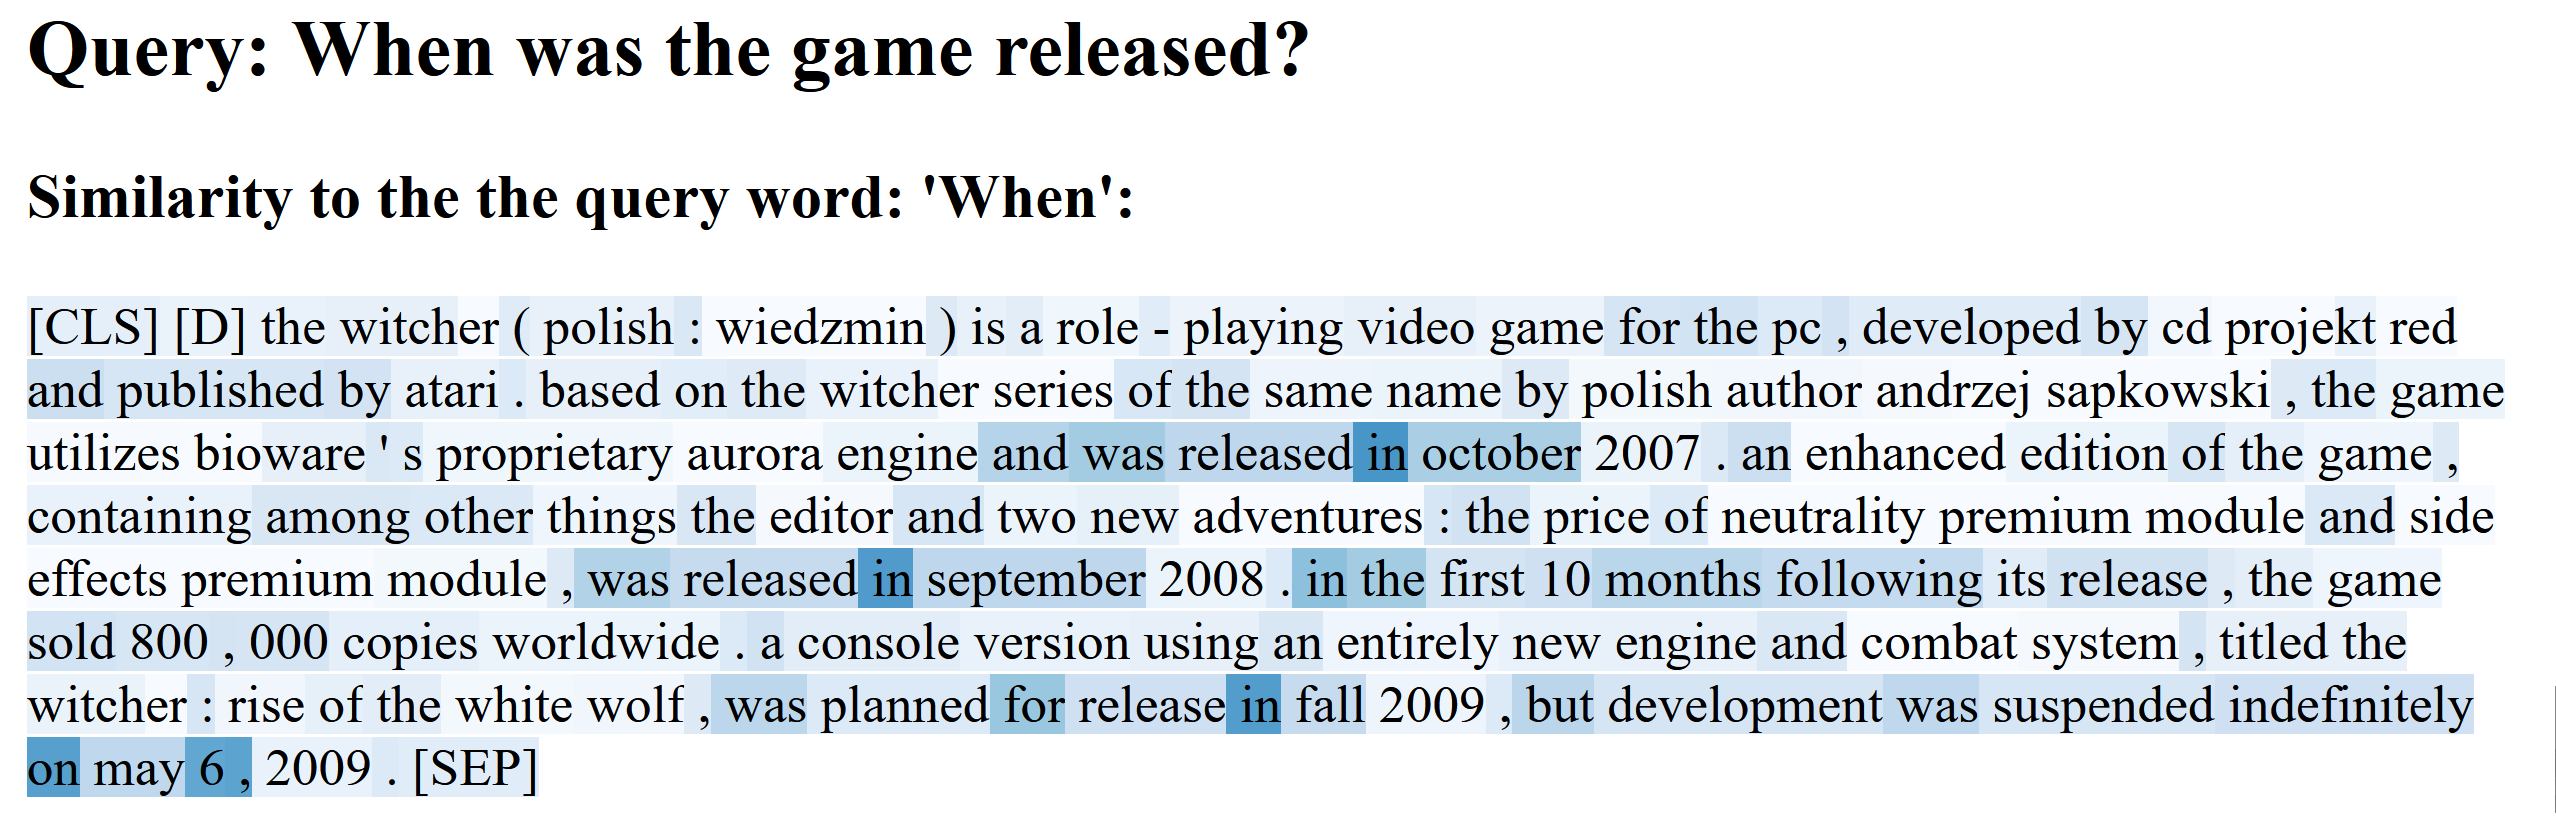 Query: When was the game released?
Similarity to the the query word: 'When':
[CLS] [D] the witcher ( polish : wiedzmin ) is a role - playing video game for the pc , developed by cd projekt red
and published by atari . based on the witcher series of the same name by polish author andrzej sapkowski , the game
utilizes bioware ' s proprietary aurora engine and was released in october 2007 . an enhanced edition of the game ,
containing among other things the editor and two new adventures : the price of neutrality premium module and side
effects premium module , was released in september 2008 . in the first 10 months following its release , the game
sold 800 , 000 copies worldwide . a console version using an entirely new engine and combat system , titled the
witcher : rise of the white wolf , was planned for release in fall 2009 , but development was suspended indefinitely
on may 6 , 2009 . [SEP]